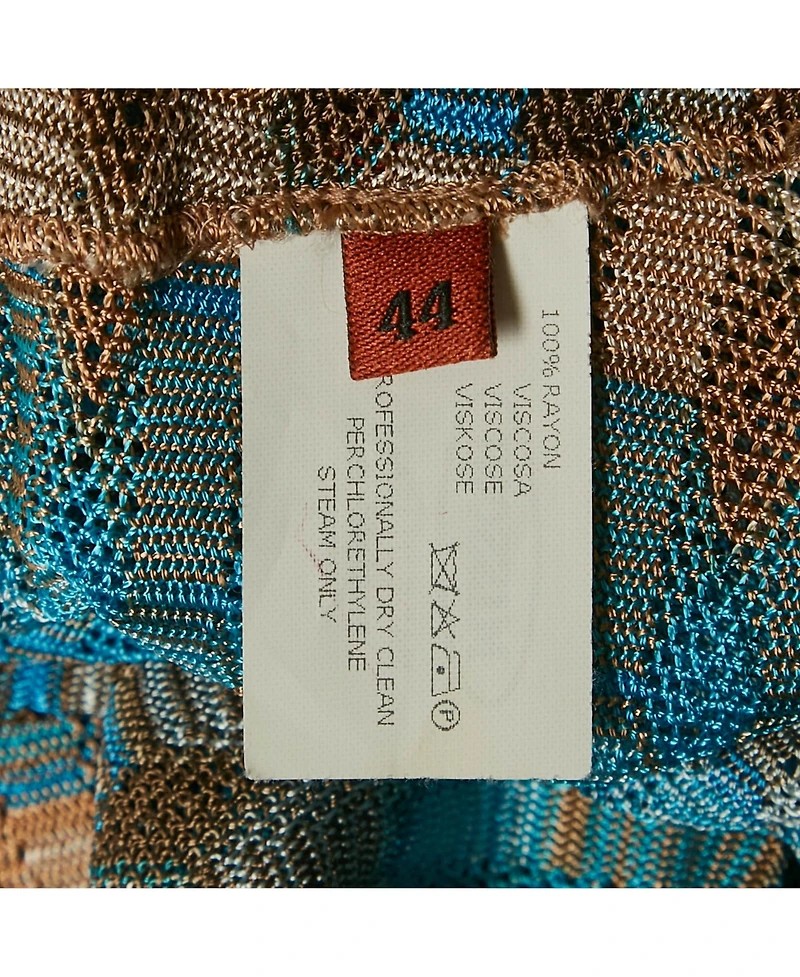 44
100% RAYON
VISCOSA
VISCOSE
VISKOSE
P
ROFESSIONALLY DRY CLEAN
PERCHLORETHYLENE
STEAM ONLY